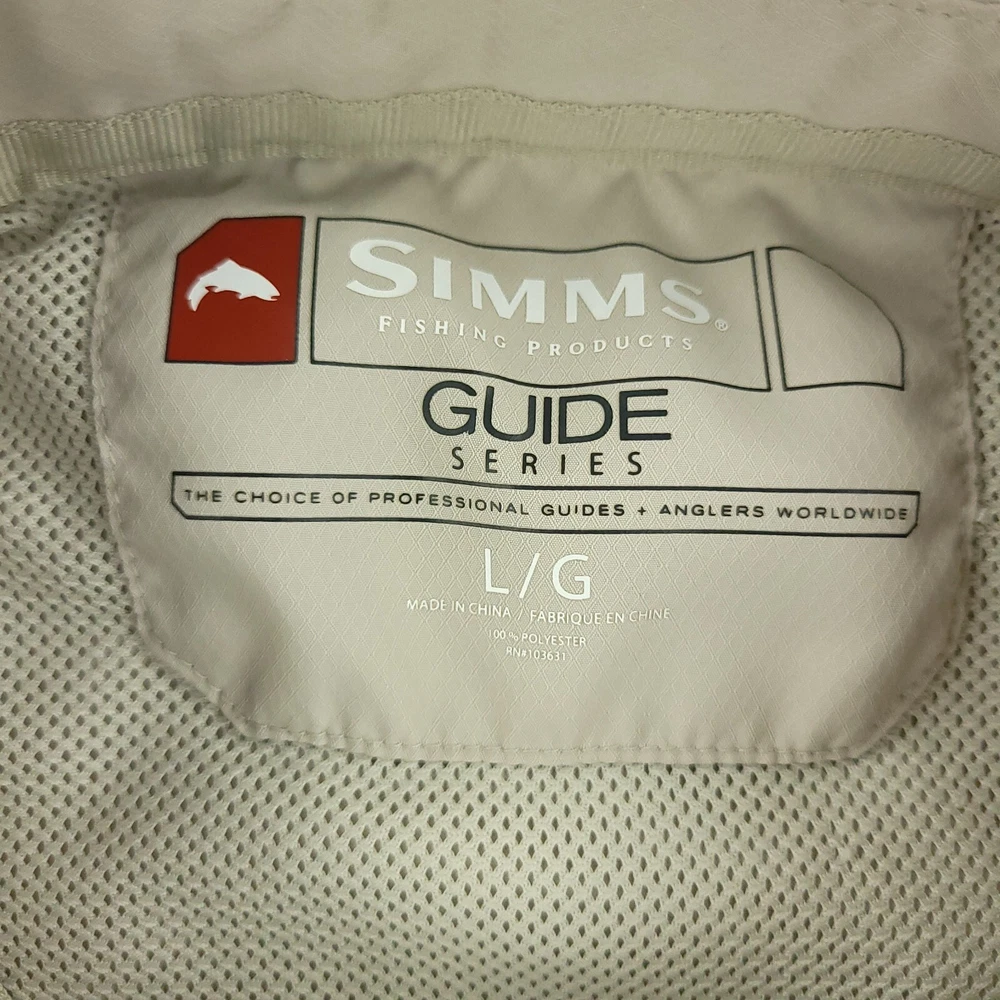 SIMMS®
FISHING PRODUCTS
GUIDE
SERIES
THE CHOICE OF PROFESSIONAL GUIDES + ANGLERS WORLDWIDE
L/G
MADE IN CHINA / FABRIQUE EN CHINE
100% POLYESTER
RN#103631